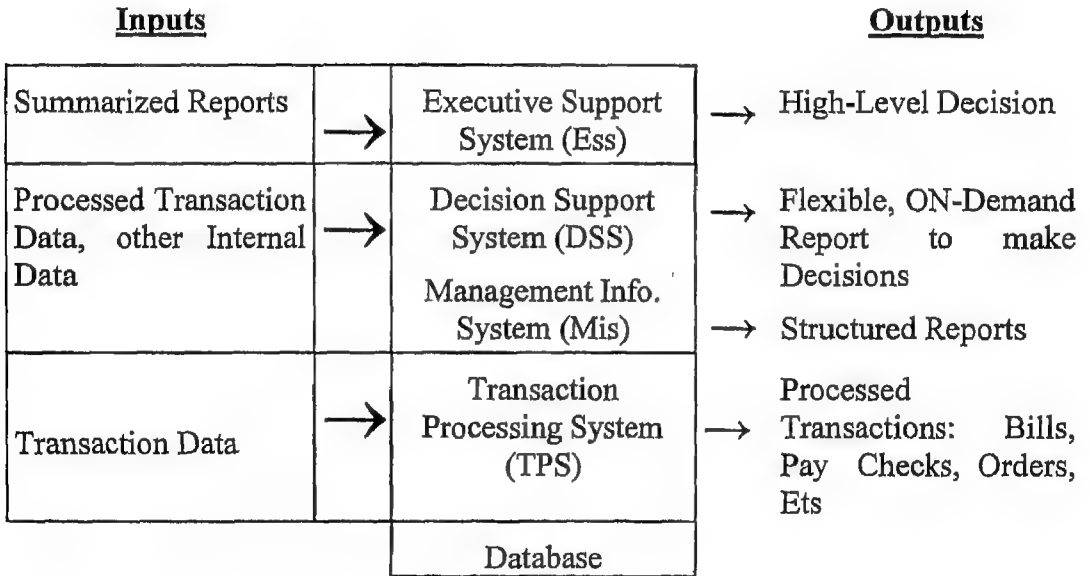 Inputs
Outputs
Summarized Reports
Executive Support
System (Ess)
High-Level Decision
Processed Transaction
Data, other Internal
Data
Decision Support
System (DSS)
Management Info.
System (Mis)
Flexible, ON-Demand
Report to make
Decisions
Structured Reports
Transaction Data
Transaction
Processing System
(TPS)
Processed
Transactions: Bills,
Pay Checks, Orders,
Ets
Database